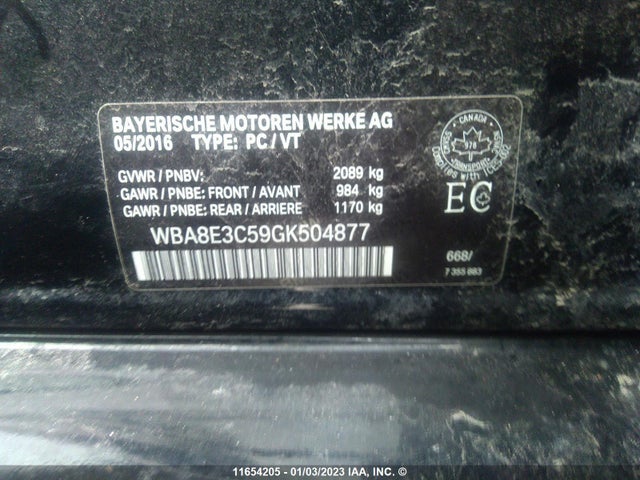 BAYERISCHE MOTOREN WERKE AG
05/2016 TYPE: PC / VT
GVWR / PNBV: 2089 kg
GAWR / PNBE: FRONT / AVANT 984 kg
GAWR / PNBE: REAR / ARRIERE 1170 kg
WBA8E3C59GK504877
CANADA
978
TRANSPORT
EC
668/
7 355 883
11654205 - 01/03/2023 IAA, INC. ©